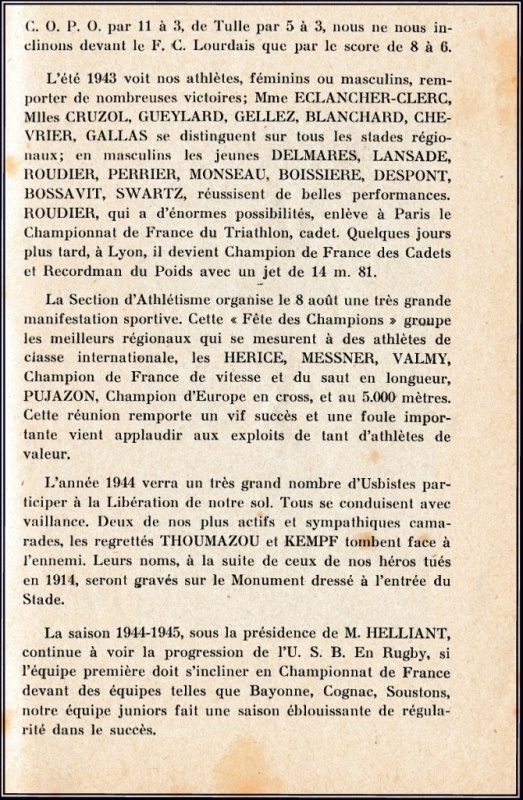 C. O. P. O. par 11 à 3, de Tulle par 5 à 3, nous ne nous in-
clinons devant le F. C. Lourdais que par le score de 8 à 6.
L'été 1943 voit nos athlètes, féminins ou masculins, rem-
porter de nombreuses victoires; Mme ECLANCHER-CLERC,
Mlles CRUZOL, GUEYLARD, GELLEZ, BLANCHARD, CHE-
VRIER, GALLAS se distinguent sur tous les stades régio-
naux; en masculins les jeunes DELMARES, LANSADE,
ROUDIER, PERRIER, MONSEAU, BOISSIERE, DESPONT,
BOSSAVIT, SWARTZ, réussisent de belles performances.
ROUDIER, qui a d'énormes possibilités, enlève à Paris le
Championnat de France du Triathlon, cadet. Quelques jours
plus tard, à Lyon, il devient Champion de France des Cadets
et Recordman du Poids avec un jet de 14 m. 81.
La Section d'Athlétisme organise le 8 août une très grande
manifestation sportive. Cette « Fête des Champions » groupe
les meilleurs régionaux qui se mesurent à des athlètes de
classe internationale, les HERICE, MESSNER, VALMY,
Champion de France de vitesse et du saut en longueur,
PUJAZON, Champion d'Europe en cross, et au 5.000 mètres.
Cette réunion remporte un vif succès et une foule impor-
tante vient applaudir aux exploits de tant d'athlètes de
valeur.
L'année 1944 verra un très grand nombre d'Usbistes par-
ticiper à la Libération de notre sol. Tous se conduisent avec
vaillance. Deux de nos plus actifs et sympathiques cama-
rades, les regrettés THOUMAZOU et KEMPF tombent face à
l'ennemi. Leurs noms, à la suite de ceux de nos héros tués
en 1914, seront gravés sur le Monument dressé à l'entrée du
Stade.
La saison 1944-1945, sous la présidence de M. HELLIANT,
continue à voir la progression de l'U. S. B. En Rugby, si
l'équipe première doit s'incliner en Championnat de France
devant des équipes telles que Bayonne, Cognac, Soustons,
notre équipe juniors fait une saison éblouissante de régula-
rité dans le succès.